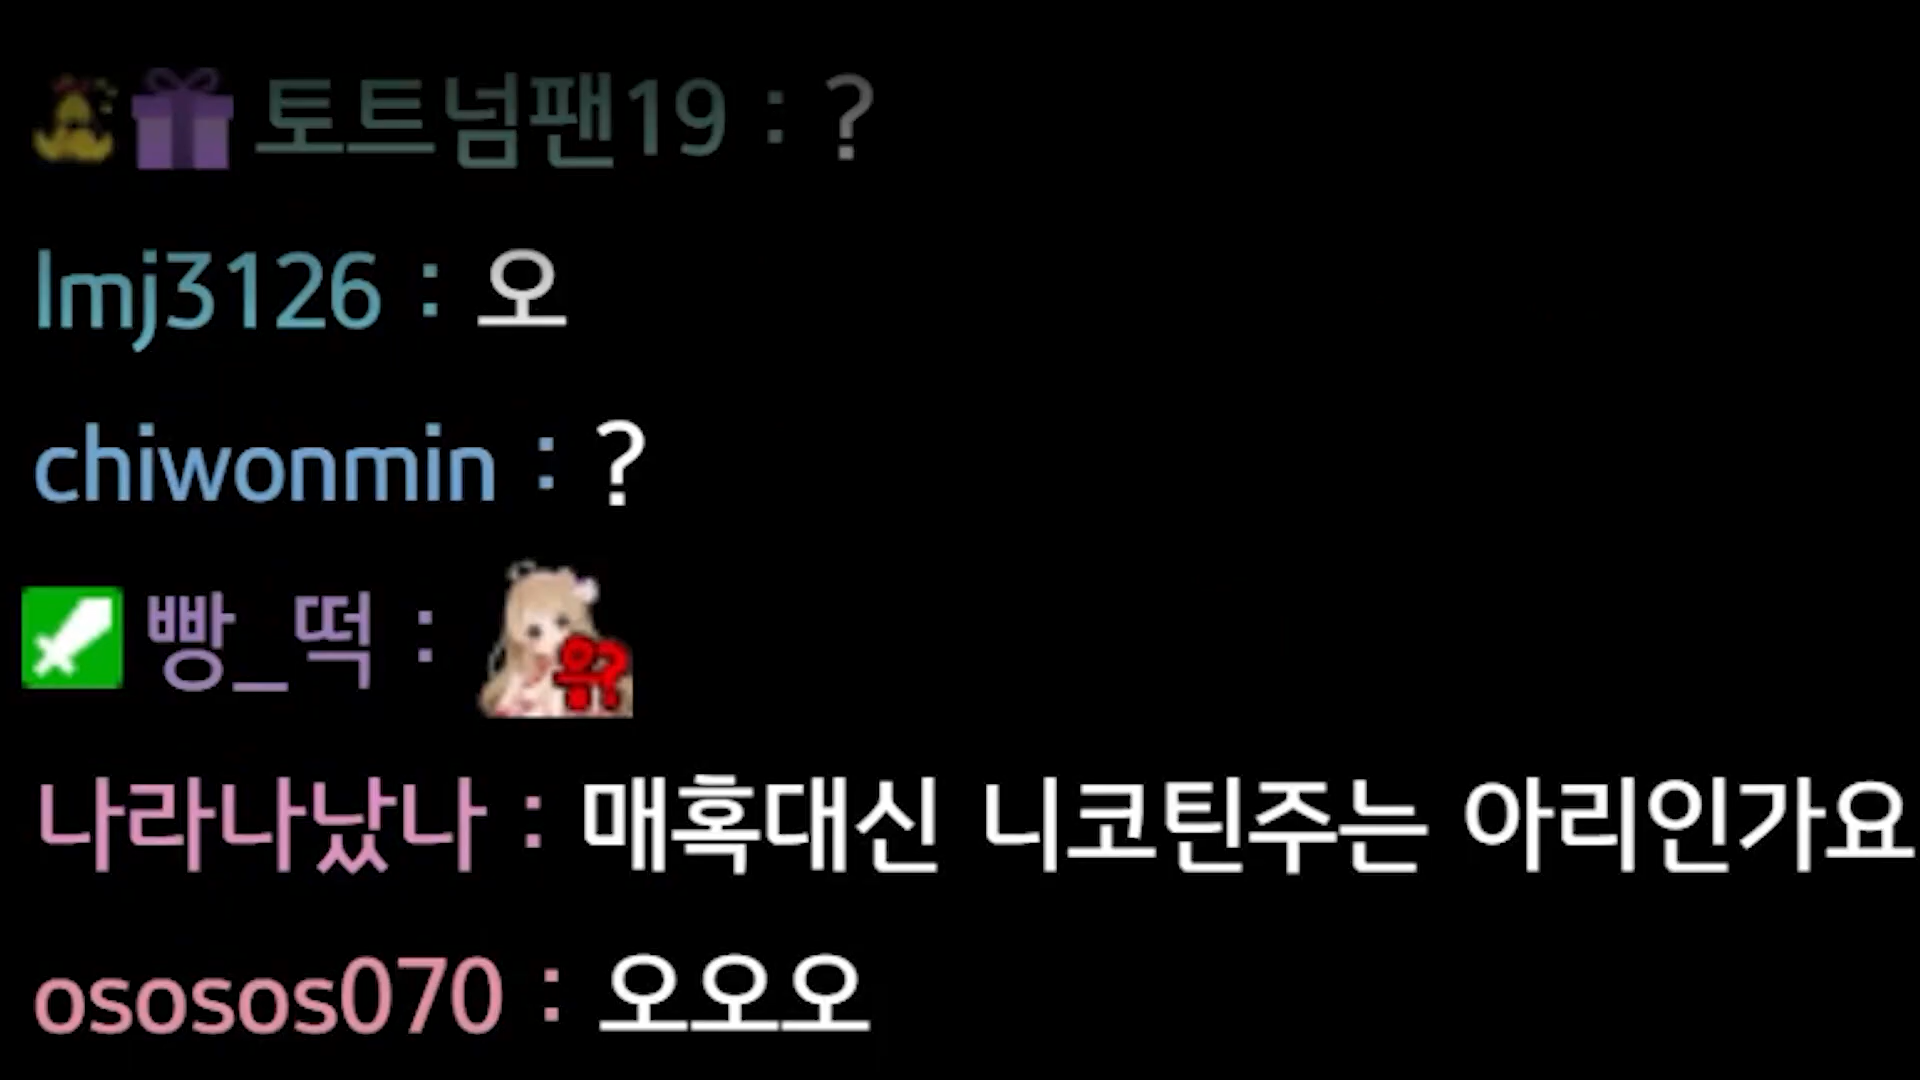 토트넘팬19 : ?
lmj3126 : 오
chiwonmin : ?
빵_떡 : 융?
나라나났나 : 매혹대신 니코틴주는 아리인가요
ososos070 : 오오오